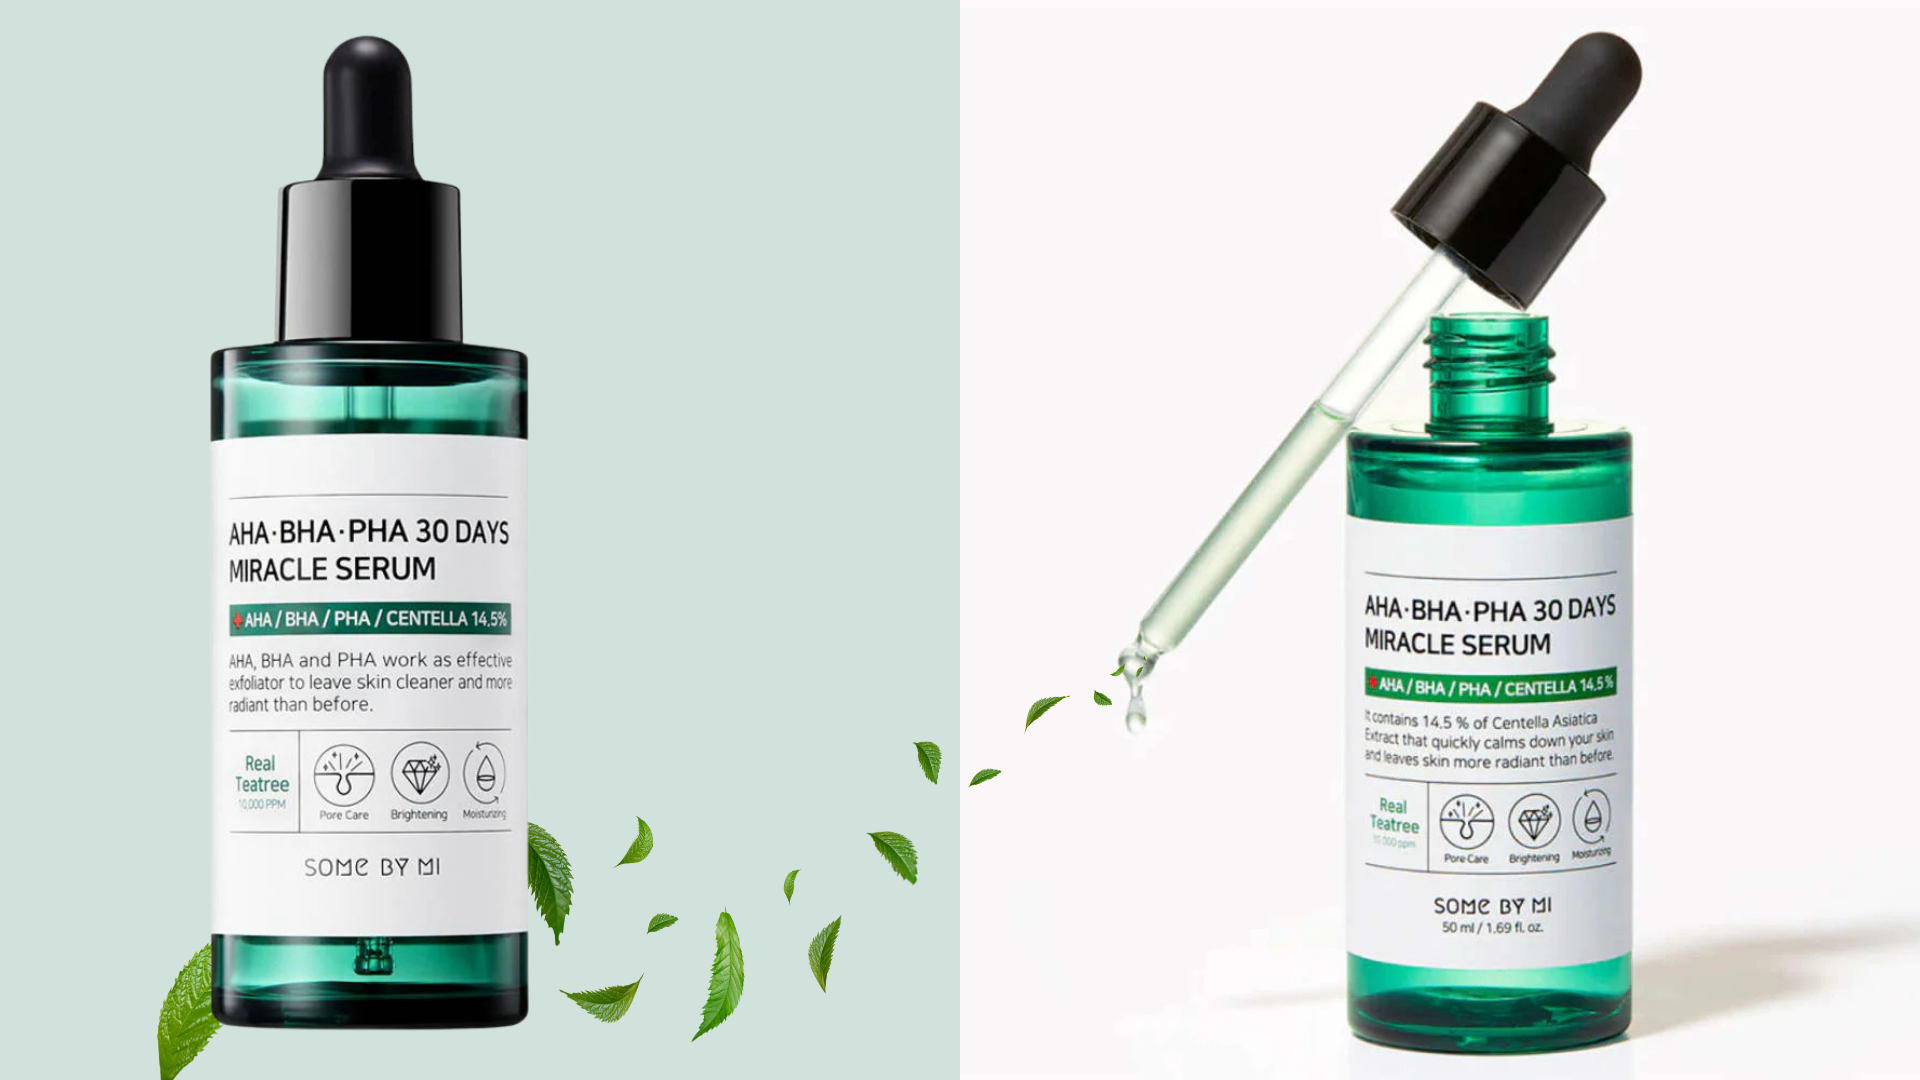 AHA·BHA·PHA 30 DAYS
MIRACLE SERUM
AHA / BHA / PHA / CENTELLA 14.5%
AHA, BHA and PHA work as effective
exfoliator to leave skin cleaner and more
radiant than before.
Real
Teatree
10,000 PPM
Pore Care
Brightening
Moisturizing
SOME BY MI
AHA·BHA·PHA 30 DAYS
MIRACLE SERUM
AHA / BHA / PHA / CENTELLA 14.5%
It contains 14.5 % of Centella Asiatica
Extract that quickly calms down your skin
and leaves skin more radiant than before.
Real
Teatree
10,000 ppm
Pore Care
Brightening
Moisturizing
SOME BY MI
50 ml / 1.69 fl. oz.